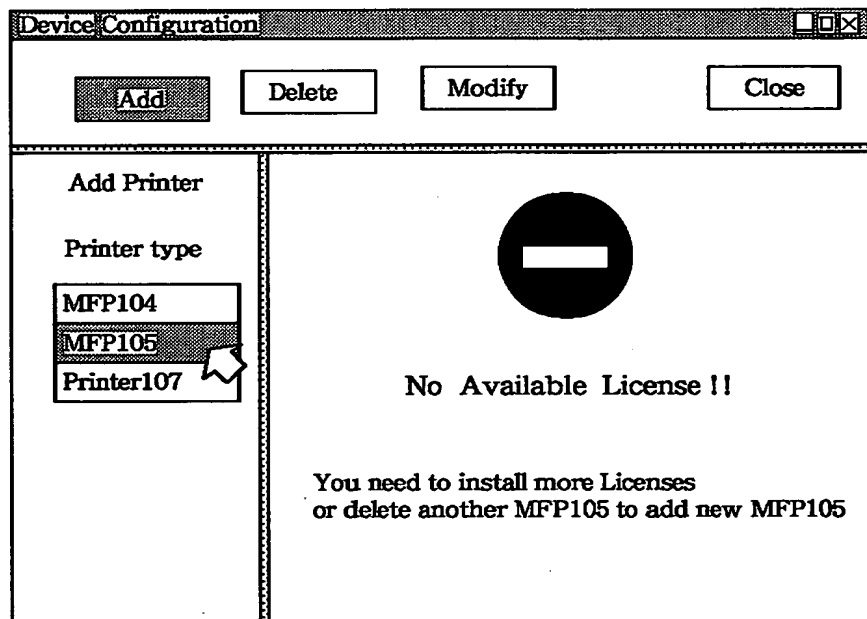 Device Configuration
Add Delete Modify Close
Add Printer
Printer type
MFP104
MFP105
Printer107
No Available License !!
You need to install more Licenses
or delete another MFP105 to add new MFP105